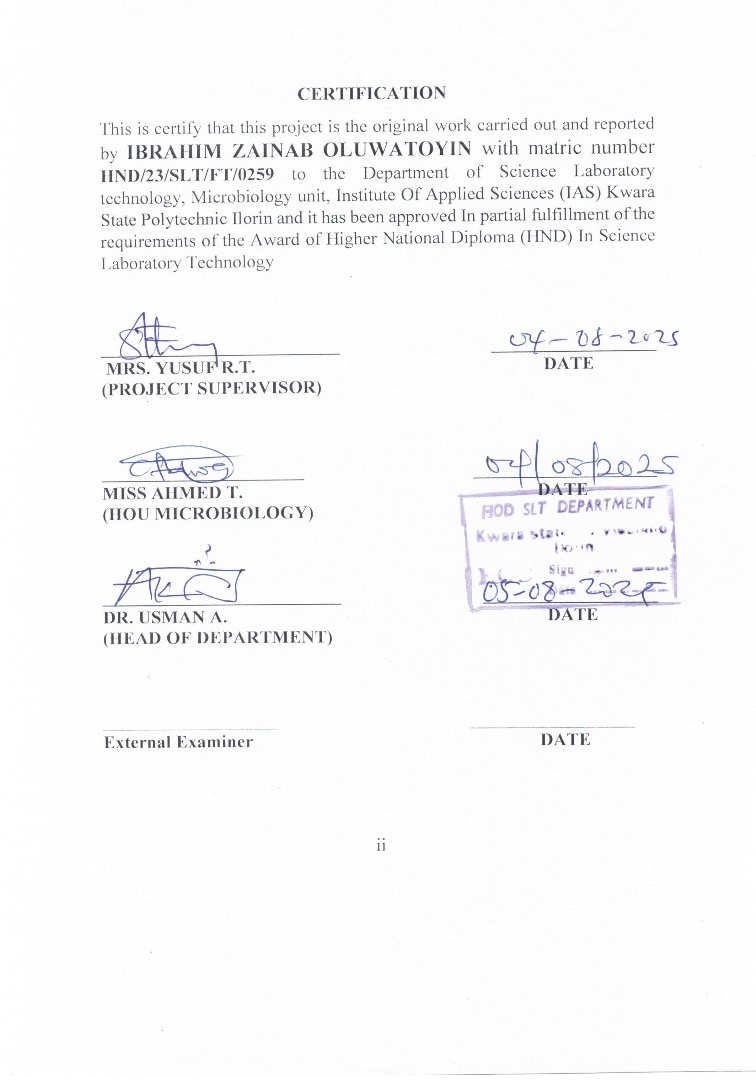 CERTIFICATION
This is certify that this project is the original work carried out and reported
by IBRAHIM ZAINAB OLUWATOYIN with matric number
HND/23/SLT/FT/0259 to the Department of Science Laboratory
technology, Microbiology unit, Institute Of Applied Sciences (IAS) Kwara
State Polytechnic Ilorin and it has been approved In partial fulfillment of the
requirements of the Award of Higher National Diploma (HND) In Science
Laboratory Technology
04-08-2025
MRS. YUSUF R.T.
DATE
(PROJECT SUPERVISOR)
04/08/2025
MISS AHMED T.
DATE
(HOU MICROBIOLOGY)
HOD SLT DEPARTMENT
Kwara State
Sign
05-08-2025
DR. USMAN A.
DATE
(HEAD OF DEPARTMENT)
External Examiner
DATE
ii